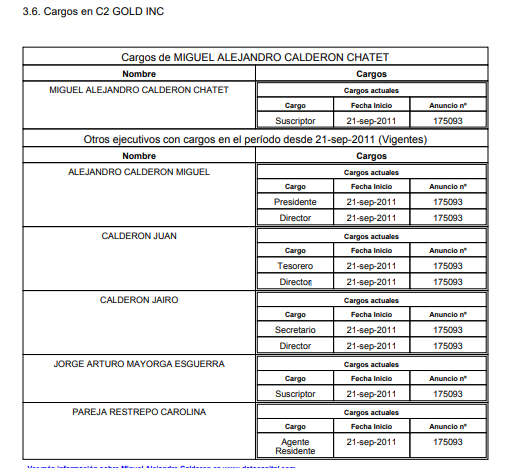 3.6. Cargos en C2 GOLD INC
Cargos de MIGUEL ALEJANDRO CALDERON CHATET
Nombre Cargos
MIGUEL ALEJANDRO CALDERON CHATET Cargos actuales
Cargo Fecha Inicio Anuncio nº
Suscriptor 21-sep-2011 175093
Otros ejecutivos con cargos en el período desde 21-sep-2011 (Vigentes)
Nombre Cargos
ALEJANDRO CALDERON MIGUEL Cargos actuales
Cargo Fecha Inicio Anuncio nº
Presidente 21-sep-2011 175093
Director 21-sep-2011 175093
CALDERON JUAN Cargos actuales
Cargo Fecha Inicio Anuncio nº
Tesorero 21-sep-2011 175093
Director 21-sep-2011 175093
CALDERON JAIRO Cargos actuales
Cargo Fecha Inicio Anuncio nº
Secretario 21-sep-2011 175093
Director 21-sep-2011 175093
JORGE ARTURO MAYORGA ESGUERRA Cargos actuales
Cargo Fecha Inicio Anuncio nº
Suscriptor 21-sep-2011 175093
PAREJA RESTREPO CAROLINA Cargos actuales
Cargo Fecha Inicio Anuncio nº
Agente Residente 21-sep-2011 175093